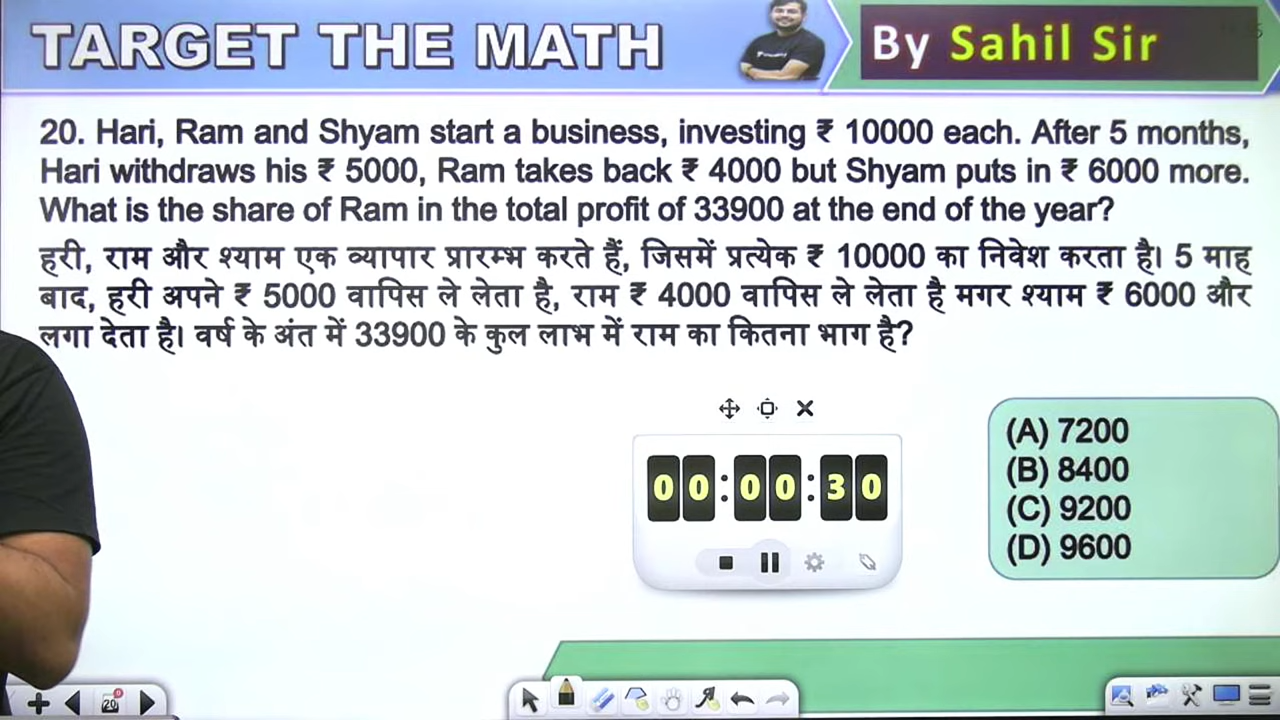 TARGET THE MATH
By Sahil Sir
20. Hari, Ram and Shyam start a business, investing ₹ 10000 each. After 5 months,
Hari withdraws his ₹ 5000, Ram takes back ₹ 4000 but Shyam puts in ₹ 6000 more.
What is the share of Ram in the total profit of 33900 at the end of the year?
हरी, राम और श्याम एक व्यापार प्रारम्भ करते हैं, जिसमें प्रत्येक ₹ 10000 का निवेश करता है। 5 माह
बाद, हरी अपने ₹ 5000 वापिस ले लेता है, राम ₹ 4000 वापिस ले लेता है मगर श्याम ₹ 6000 और
लगा देता है। वर्ष के अंत में 33900 के कुल लाभ में राम का कितना भाग है?
00:00:30
(A) 7200
(B) 8400
(C) 9200
(D) 9600
20